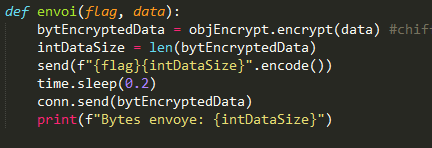 def envoi(flag, data):
bytEncryptedData = objEncrypt.encrypt(data) #chif
intDataSize = len(bytEncryptedData)
send(f"{flag}{intDataSize}".encode())
time.sleep(0.2)
conn.send(bytEncryptedData)
print(f"Bytes envoye: {intDataSize}")